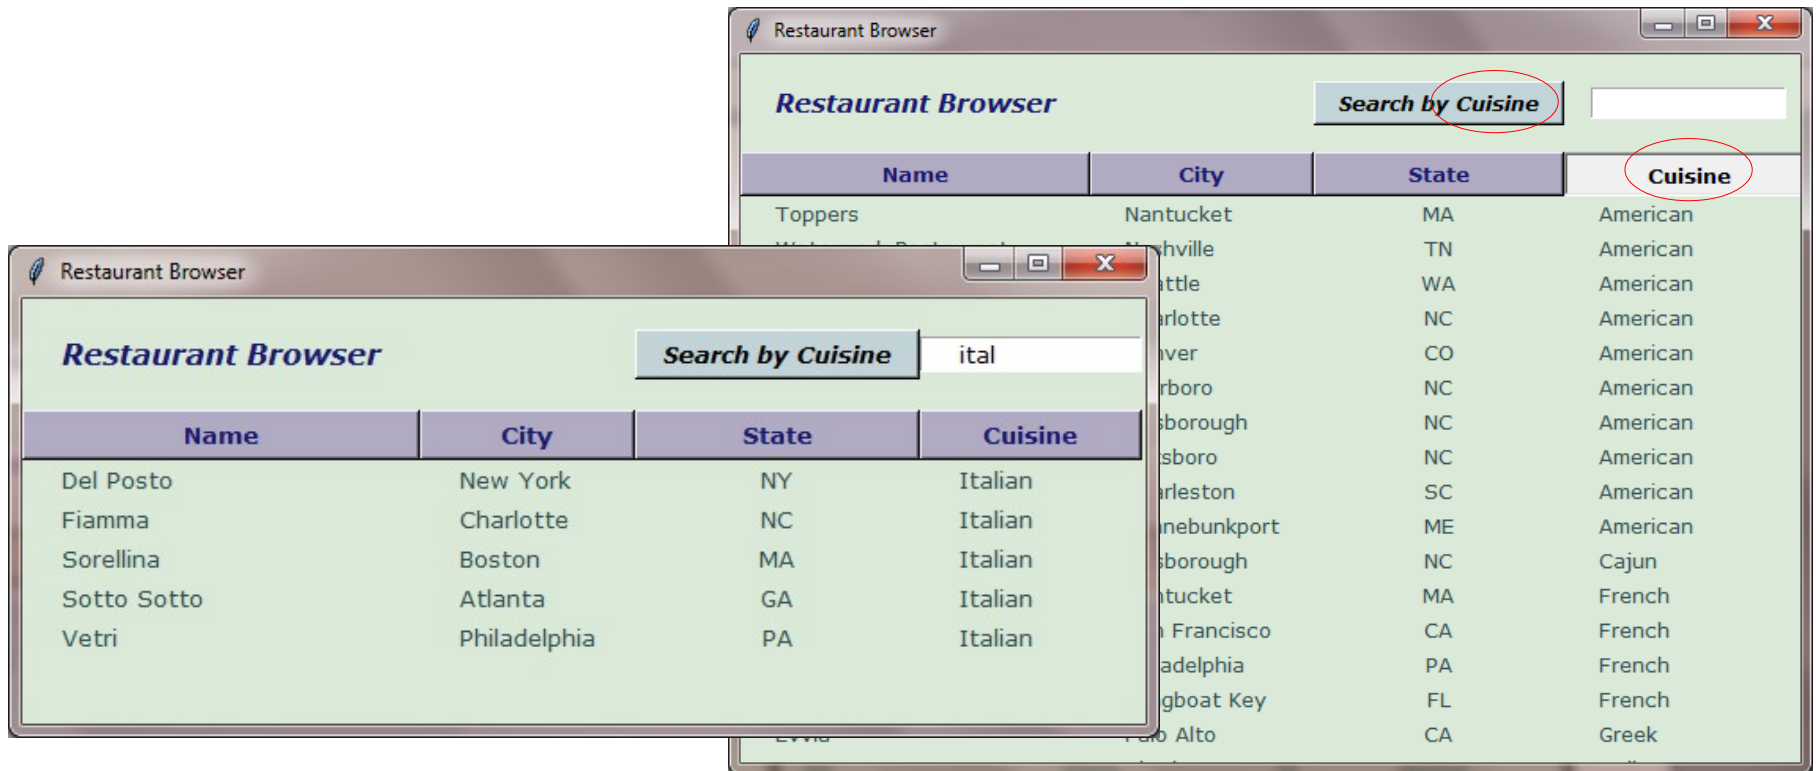 Restaurant Browser
Restaurant Browser Search by Cuisine
Name City State Cuisine
Toppers Nantucket MA American
TN American
WA American
NC American
CO American
NC American
NC American
NC American
SC American
ME American
NC Cajun
MA French
Francisco CA French
PA French
Key FL French
Alto CA Greek
Restaurant Browser
Restaurant Browser Search by Cuisine ital
Name City State Cuisine
Del Posto New York NY Italian
Fiamma Charlotte NC Italian
Sorellina Boston MA Italian
Sotto Sotto Atlanta GA Italian
Vetri Philadelphia PA Italian